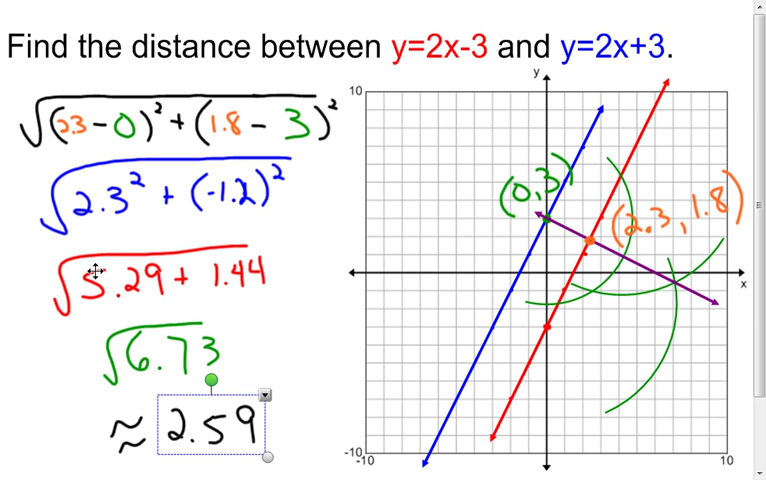 Find the distance between y=2x-3 and y=2x+3.
√(2.3 - 0)² + (1.8 - 3)²
√2.3² + (-1.2)²
√5.29 + 1.44
√6.73
≈ 2.59
y
10
(0,3)
(2.3, 1.8)
x
-10
-10
10